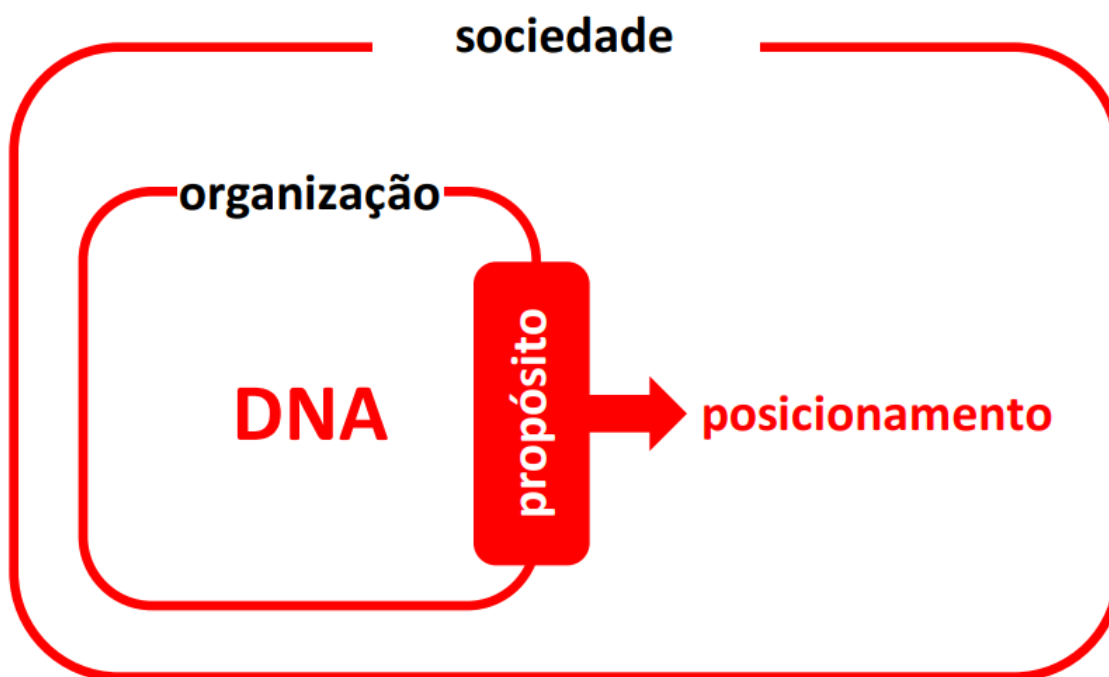 sociedade
organização
DNA
propósito
posicionamento